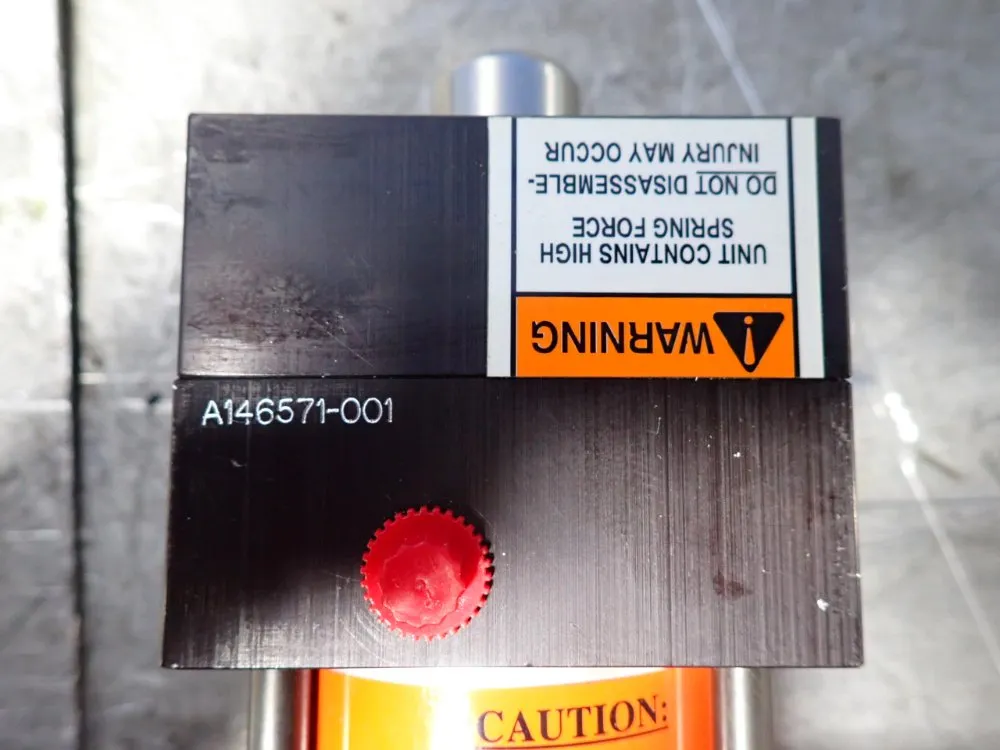 WARNING
UNIT CONTAINS HIGH
SPRING FORCE
DO NOT DISASSEMBLE-
INJURY MAY OCCUR
A146571-001
CAUTION: